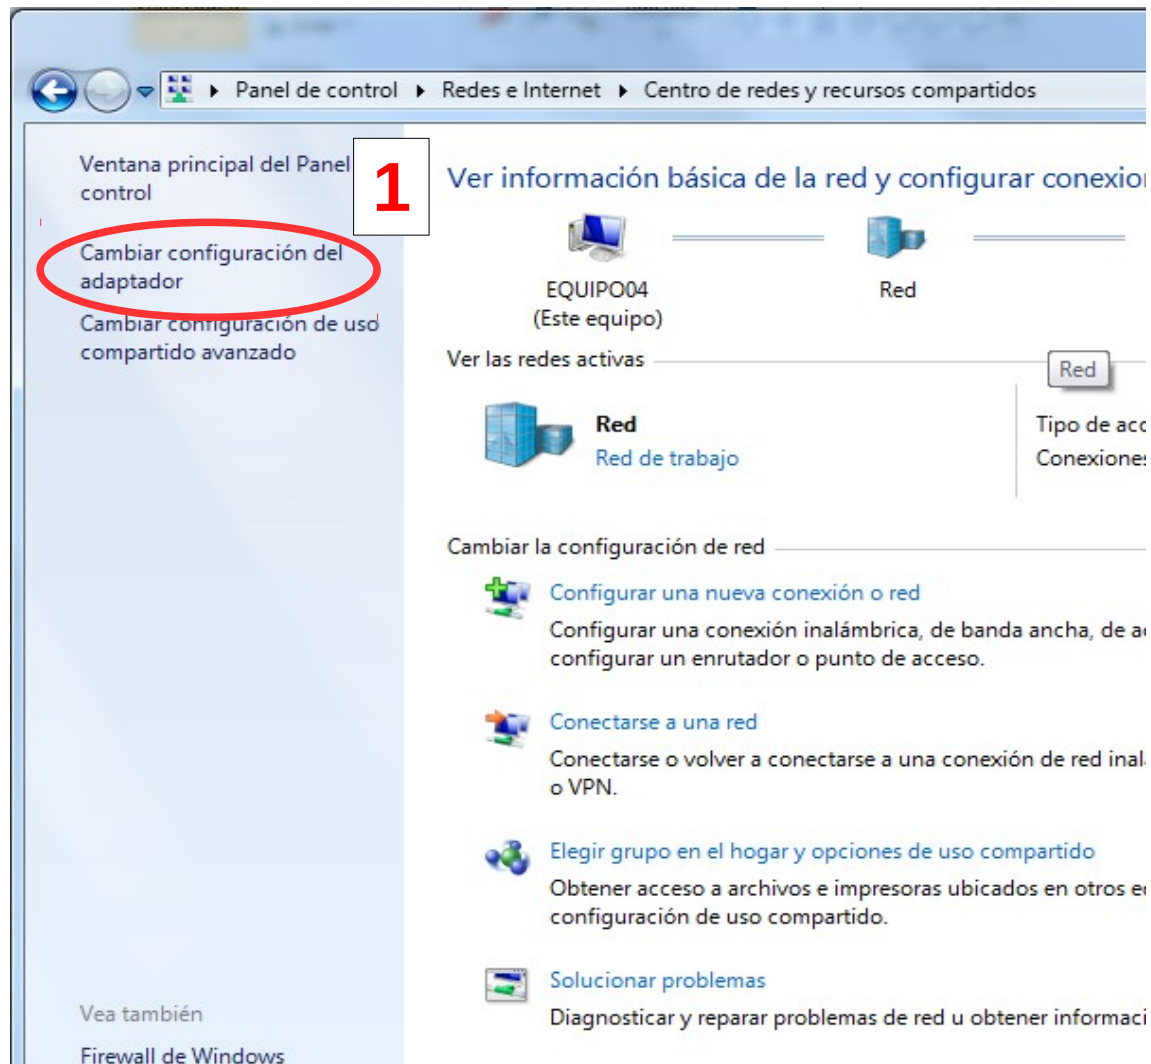 Panel de control ▸ Redes e Internet ▸ Centro de redes y recursos compartidos
Ventana principal del Panel
control
1
Cambiar configuración del
adaptador
Cambiar configuración de uso
compartido avanzado
Vea también
Firewall de Windows
Ver información básica de la red y configurar conexio
EQUIPO04
(Este equipo)
Red
Ver las redes activas
Red
Red
Red de trabajo
Tipo de acc
Conexiones
Cambiar la configuración de red
Configurar una nueva conexión o red
Configurar una conexión inalámbrica, de banda ancha, de a
configurar un enrutador o punto de acceso.
Conectarse a una red
Conectarse o volver a conectarse a una conexión de red inal
o VPN.
Elegir grupo en el hogar y opciones de uso compartido
Obtener acceso a archivos e impresoras ubicados en otros e
configuración de uso compartido.
Solucionar problemas
Diagnosticar y reparar problemas de red u obtener informaci